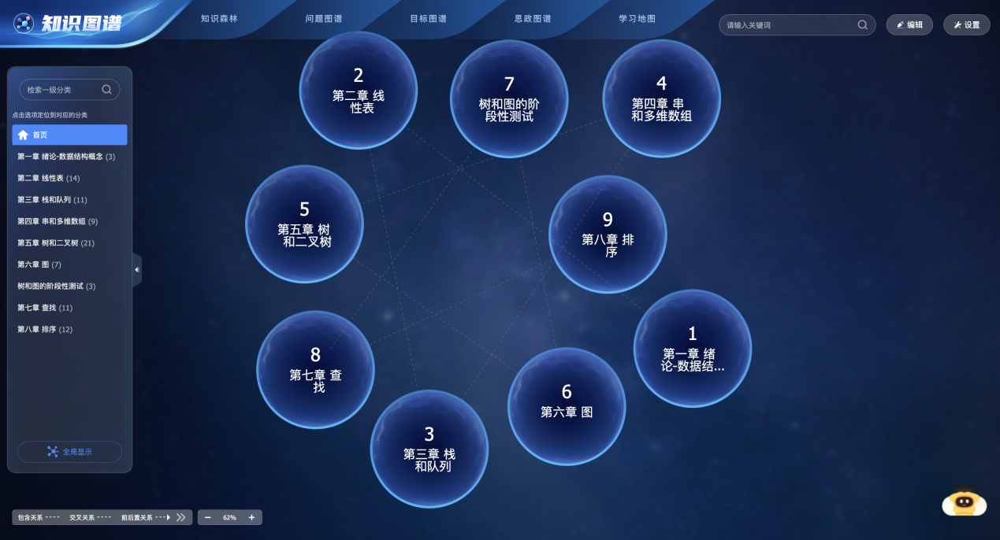 知识图谱
知识森林
问题图谱
目标图谱
思政图谱
学习地图
请输入关键词
编辑
设置
检索一级分类
点击选项定位到对应的分类
首页
第一章 绪论-数据结构概念 (3)
第二章 线性表 (14)
第三章 栈和队列 (11)
第四章 串和多维数组 (9)
第五章 树和二叉树 (21)
第六章 图 (7)
树和图的阶段性测试 (3)
第七章 查找 (11)
第八章 排序 (12)
全局显示
2
第二章 线
性表
7
树和图的阶
段性测试
4
第四章 串
和多维数组
5
第五章 树
和二叉树
9
第八章 排
序
1
第一章 绪
论-数据结...
8
第七章 查
找
6
第六章 图
3
第三章 栈
和队列
包含关系 ---- 交叉关系 ---- 前后置关系 ---
− 62% +